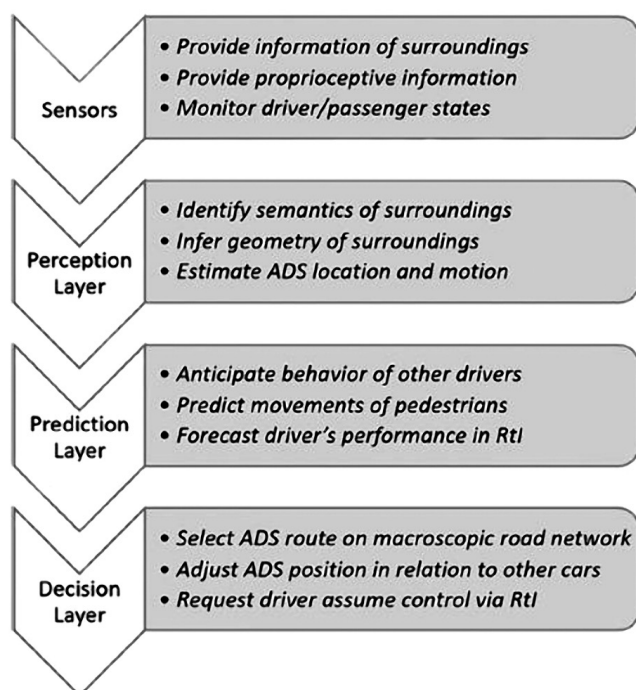 Sensors
• Provide information of surroundings
• Provide proprioceptive information
• Monitor driver/passenger states
Perception
Layer
• Identify semantics of surroundings
• Infer geometry of surroundings
• Estimate ADS location and motion
Prediction
Layer
• Anticipate behavior of other drivers
• Predict movements of pedestrians
• Forecast driver's performance in RtI
Decision
Layer
• Select ADS route on macroscopic road network
• Adjust ADS position in relation to other cars
• Request driver assume control via RtI